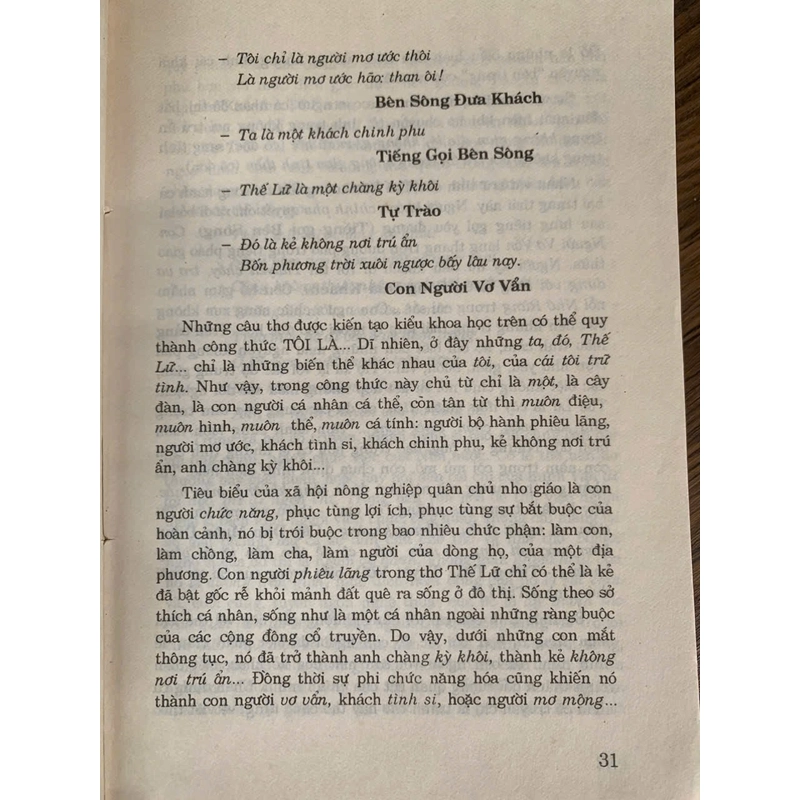 – Tôi chỉ là người mơ ước thôi
Là người mơ ước hão: than ôi!
Bên Sông Đưa Khách
– Ta là một khách chinh phu
Tiếng Gọi Bên Sông
– Thế Lữ là một chàng kỳ khôi
Tự Trào
– Đó là kẻ không nơi trú ẩn
Bốn phương trời xuôi ngược bấy lâu nay.
Con Người Vơ Vẩn
Những câu thơ được kiến tạo kiểu khoa học trên có thể quy
thành công thức TÔI LÀ... Dĩ nhiên, ở đây những ta, đó, Thế
Lữ... chỉ là những biến thể khác nhau của tôi, của cái tôi trữ
tình. Như vậy, trong công thức này chủ từ chỉ là một, là cây
đàn, là con người cá nhân cá thể, còn tân từ thì muôn điệu,
muôn hình, muôn thể, muôn cá tính: người bộ hành phiêu lãng,
người mơ ước, khách tình si, khách chinh phu, kẻ không nơi trú
ẩn, anh chàng kỳ khôi...
Tiêu biểu của xã hội nông nghiệp quân chủ nho giáo là con
người chức năng, phục tùng lợi ích, phục tùng sự bắt buộc của
hoàn cảnh, nó bị trói buộc trong bao nhiêu chức phận: làm con,
làm chồng, làm cha, làm người của dòng họ, của một địa
phương. Con người phiêu lãng trong thơ Thế Lữ chỉ có thể là kẻ
đã bật gốc rễ khỏi mảnh đất quê ra sống ở đô thị. Sống theo sở
thích cá nhân, sống như là một cá nhân ngoài những ràng buộc
của các cộng đồng cổ truyền. Do vậy, dưới những con mắt
thông tục, nó đã trở thành anh chàng kỳ khôi, thành kẻ không
nơi trú ẩn... Đồng thời sự phi chức năng hóa cũng khiến nó
thành con người vơ vẩn, khách tình si, hoặc người mơ mộng...
31